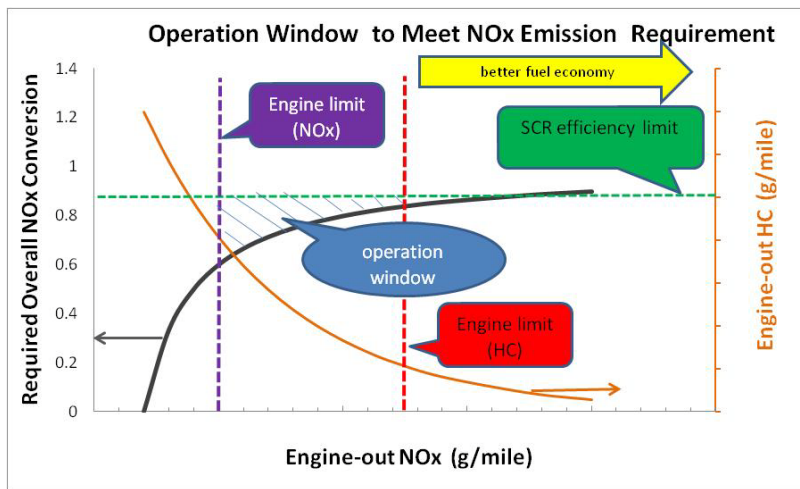 Operation Window to Meet NOx Emission Requirement
better fuel economy
Engine limit
(NOx)
SCR efficiency limit
operation
window
Engine limit
(HC)
Required Overall NOx Conversion
1.4
1.2
1
0.8
0.6
0.4
0.2
0
Engine-out HC (g/mile)
Engine-out NOx (g/mile)